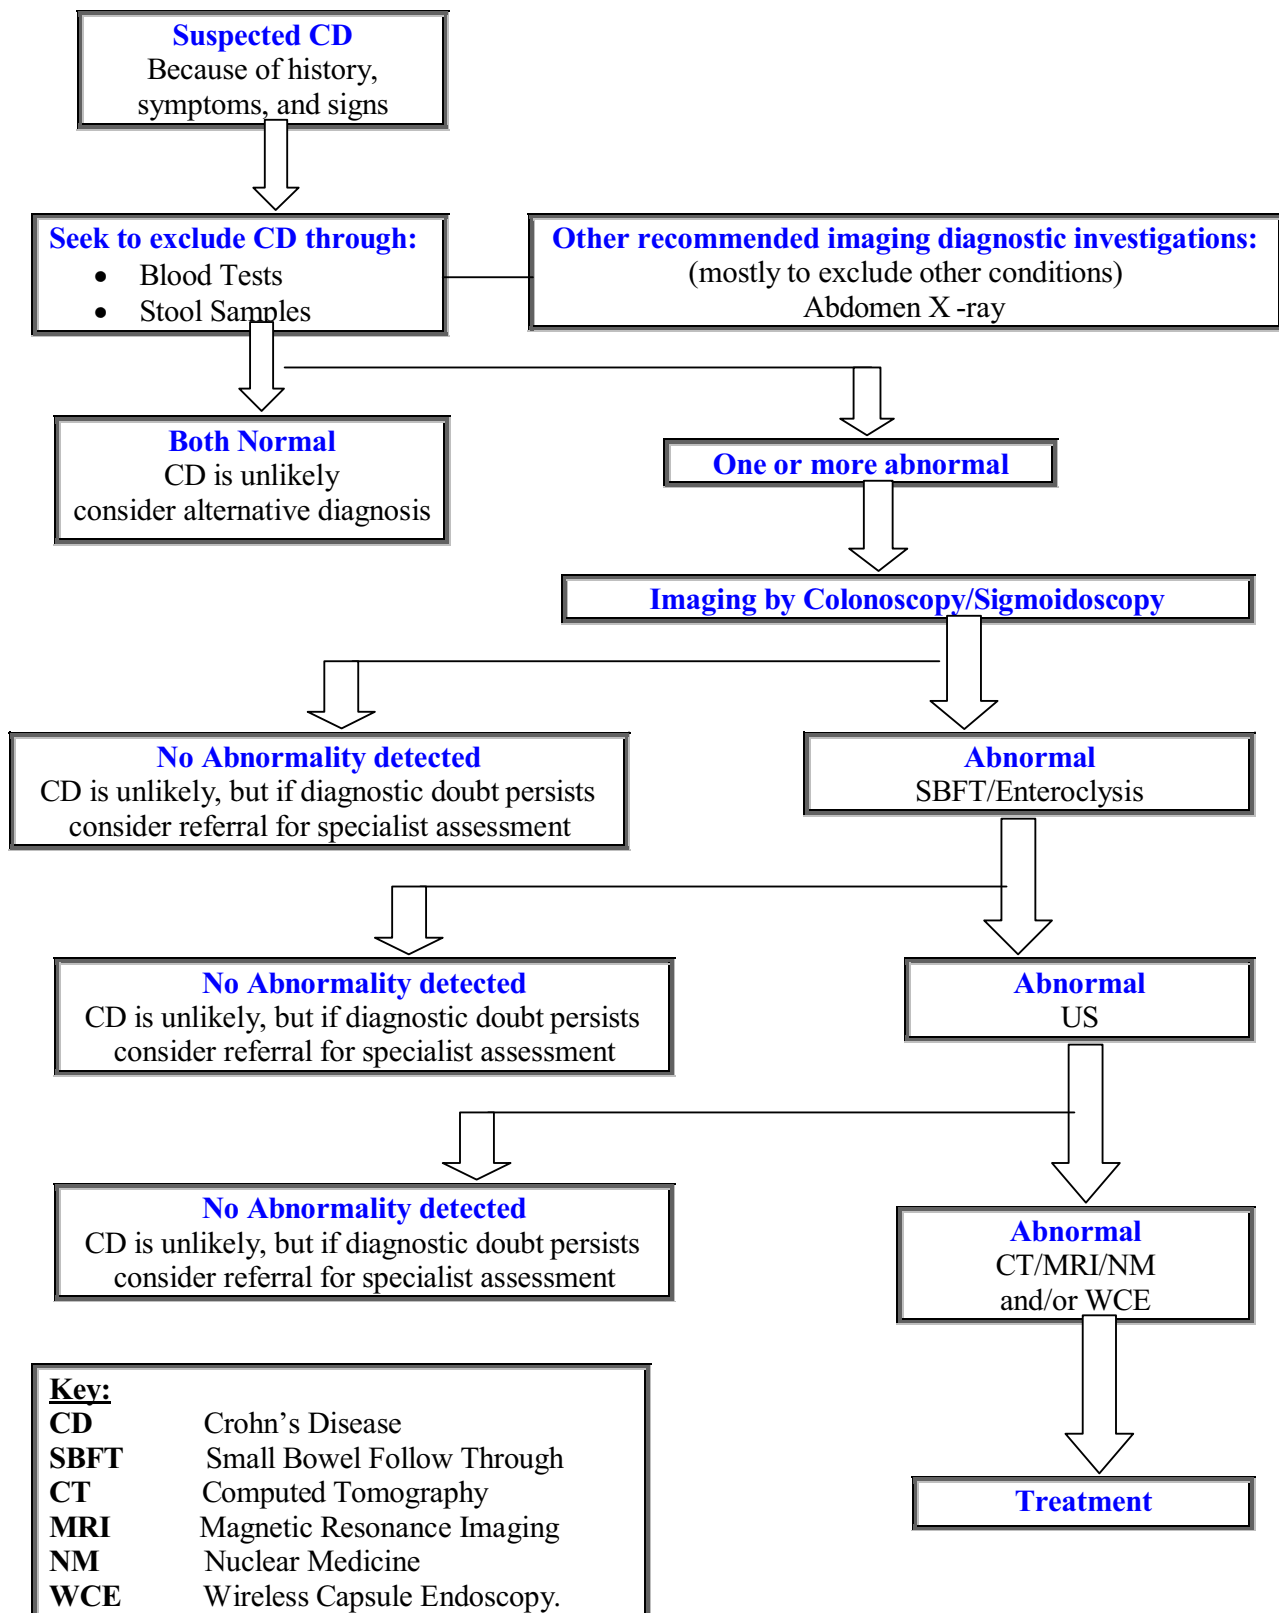 Suspected CD
Because of history,
symptoms, and signs
Seek to exclude CD through:
• Blood Tests
• Stool Samples
Other recommended imaging diagnostic investigations:
(mostly to exclude other conditions)
Abdomen X -ray
Both Normal
CD is unlikely
consider alternative diagnosis
One or more abnormal
Imaging by Colonoscopy/Sigmoidoscopy
No Abnormality detected
CD is unlikely, but if diagnostic doubt persists
consider referral for specialist assessment
Abnormal
SBFT/Enteroclysis
No Abnormality detected
CD is unlikely, but if diagnostic doubt persists
consider referral for specialist assessment
Abnormal
US
No Abnormality detected
CD is unlikely, but if diagnostic doubt persists
consider referral for specialist assessment
Abnormal
CT/MRI/NM
and/or WCE
Treatment
Key:
CD Crohn’s Disease
SBFT Small Bowel Follow Through
CT Computed Tomography
MRI Magnetic Resonance Imaging
NM Nuclear Medicine
WCE Wireless Capsule Endoscopy.